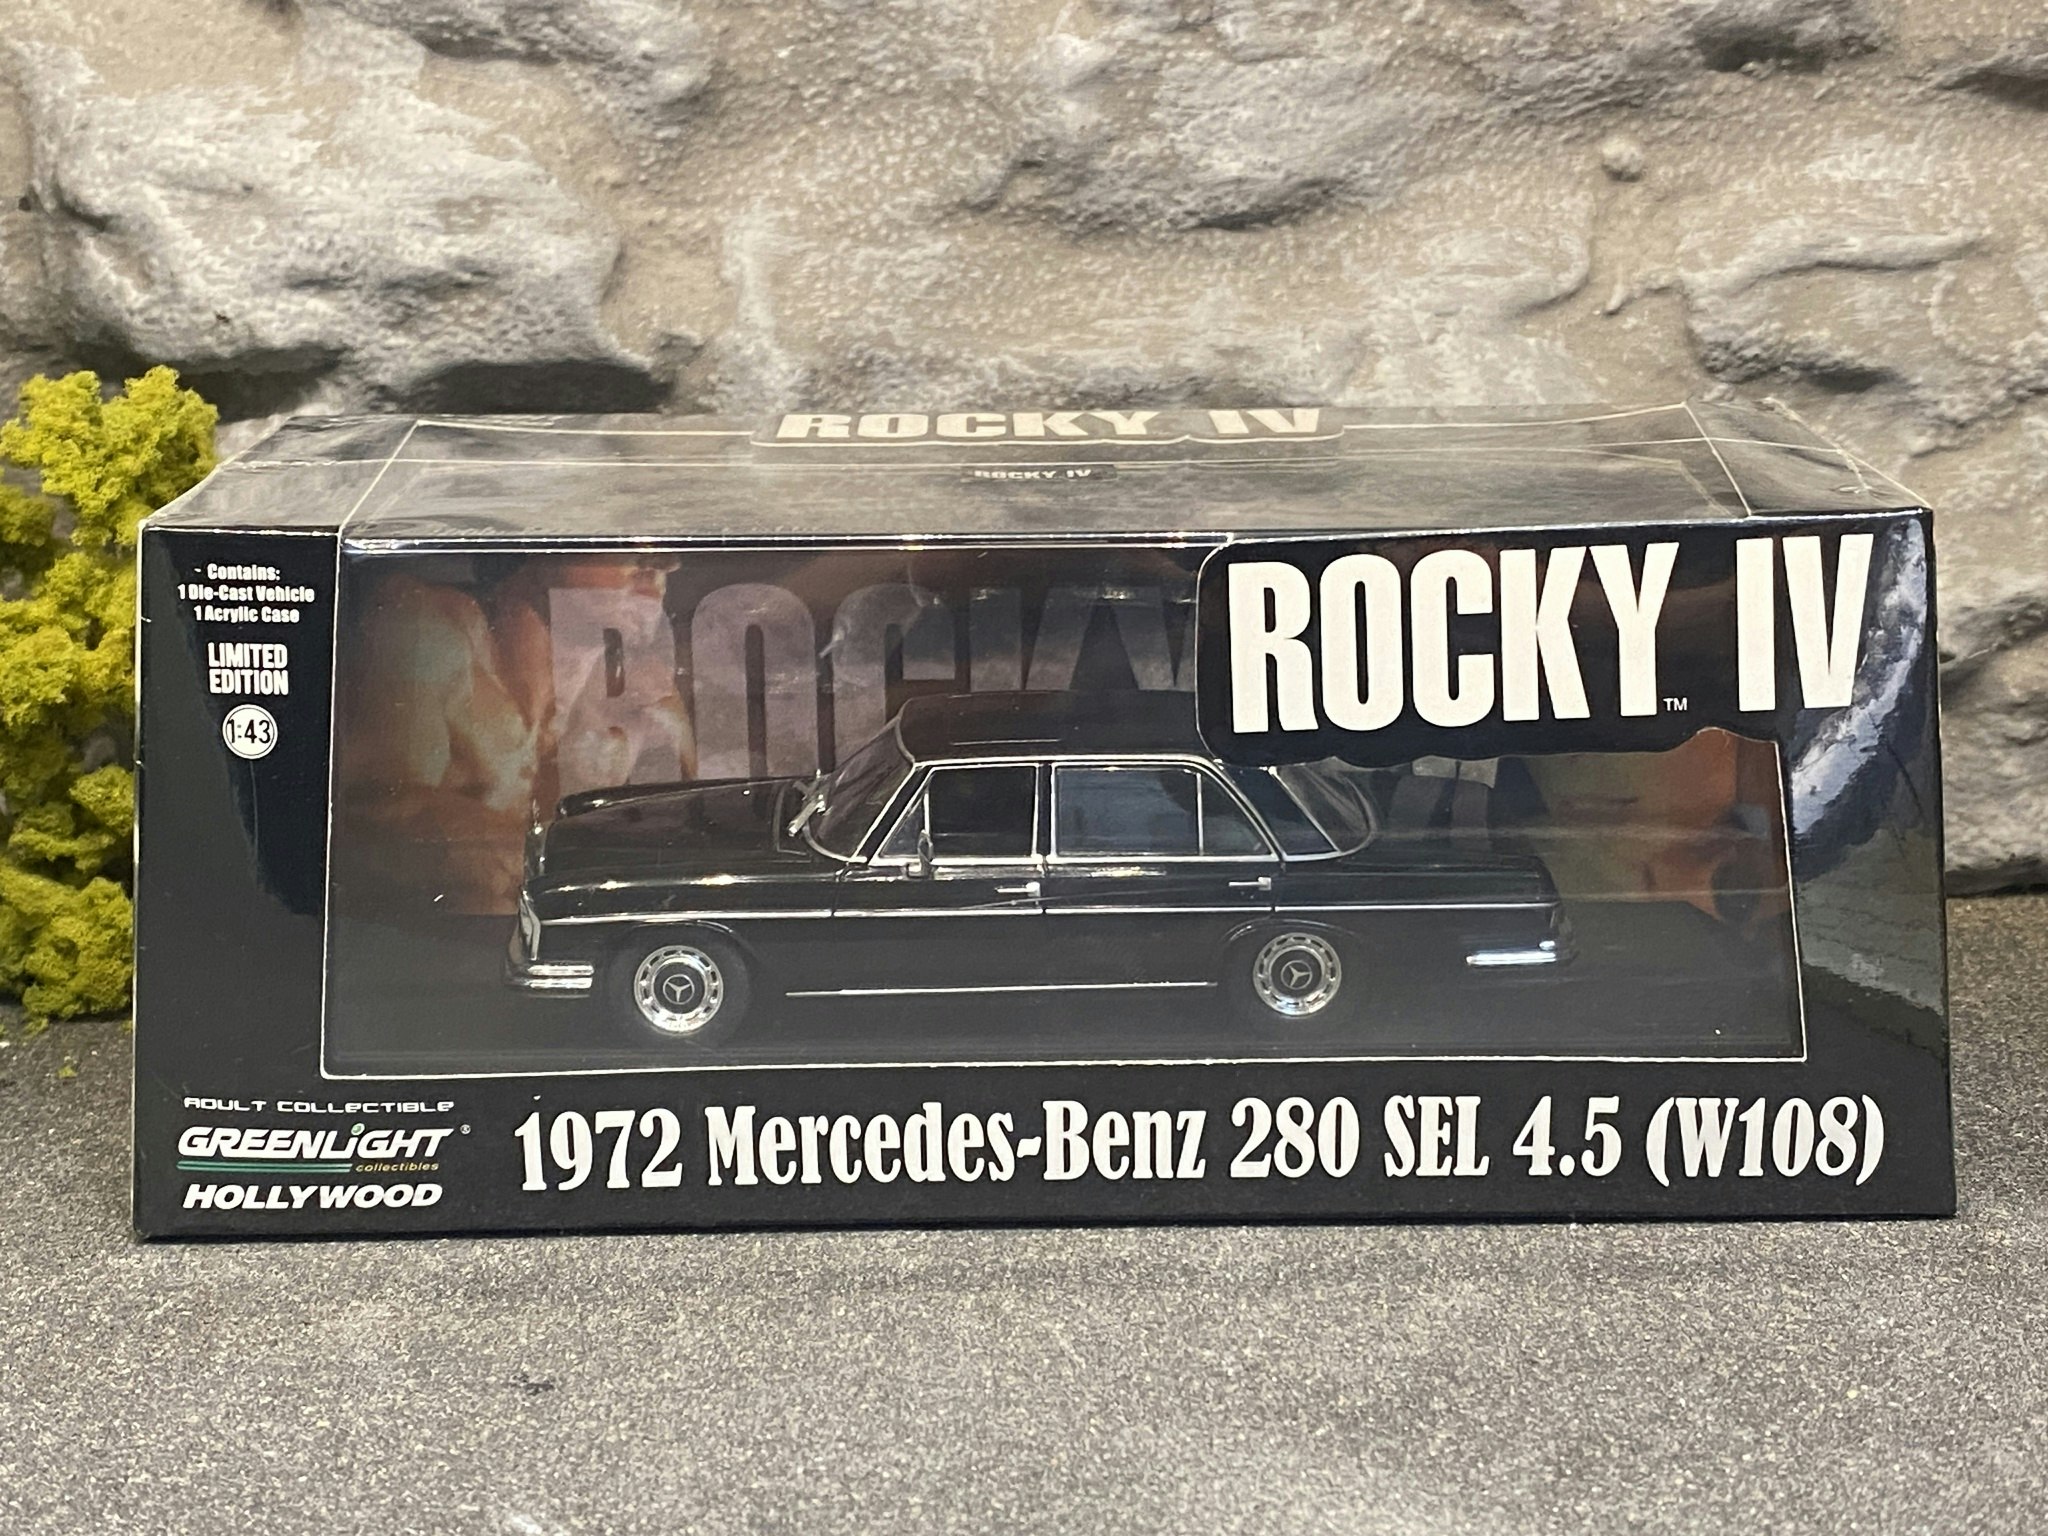 ROCKY IV
ROCKY IV
Contains:
1 Die-Cast Vehicle
1 Acrylic Case
LIMITED
EDITION
1:43
ROCKY
ROCKY IV
TM
ADULT COLLECTIBLE
GREENLiGHT®
collectibles
HOLLYWOOD
1972 Mercedes-Benz 280 SEL 4.5 (W108)